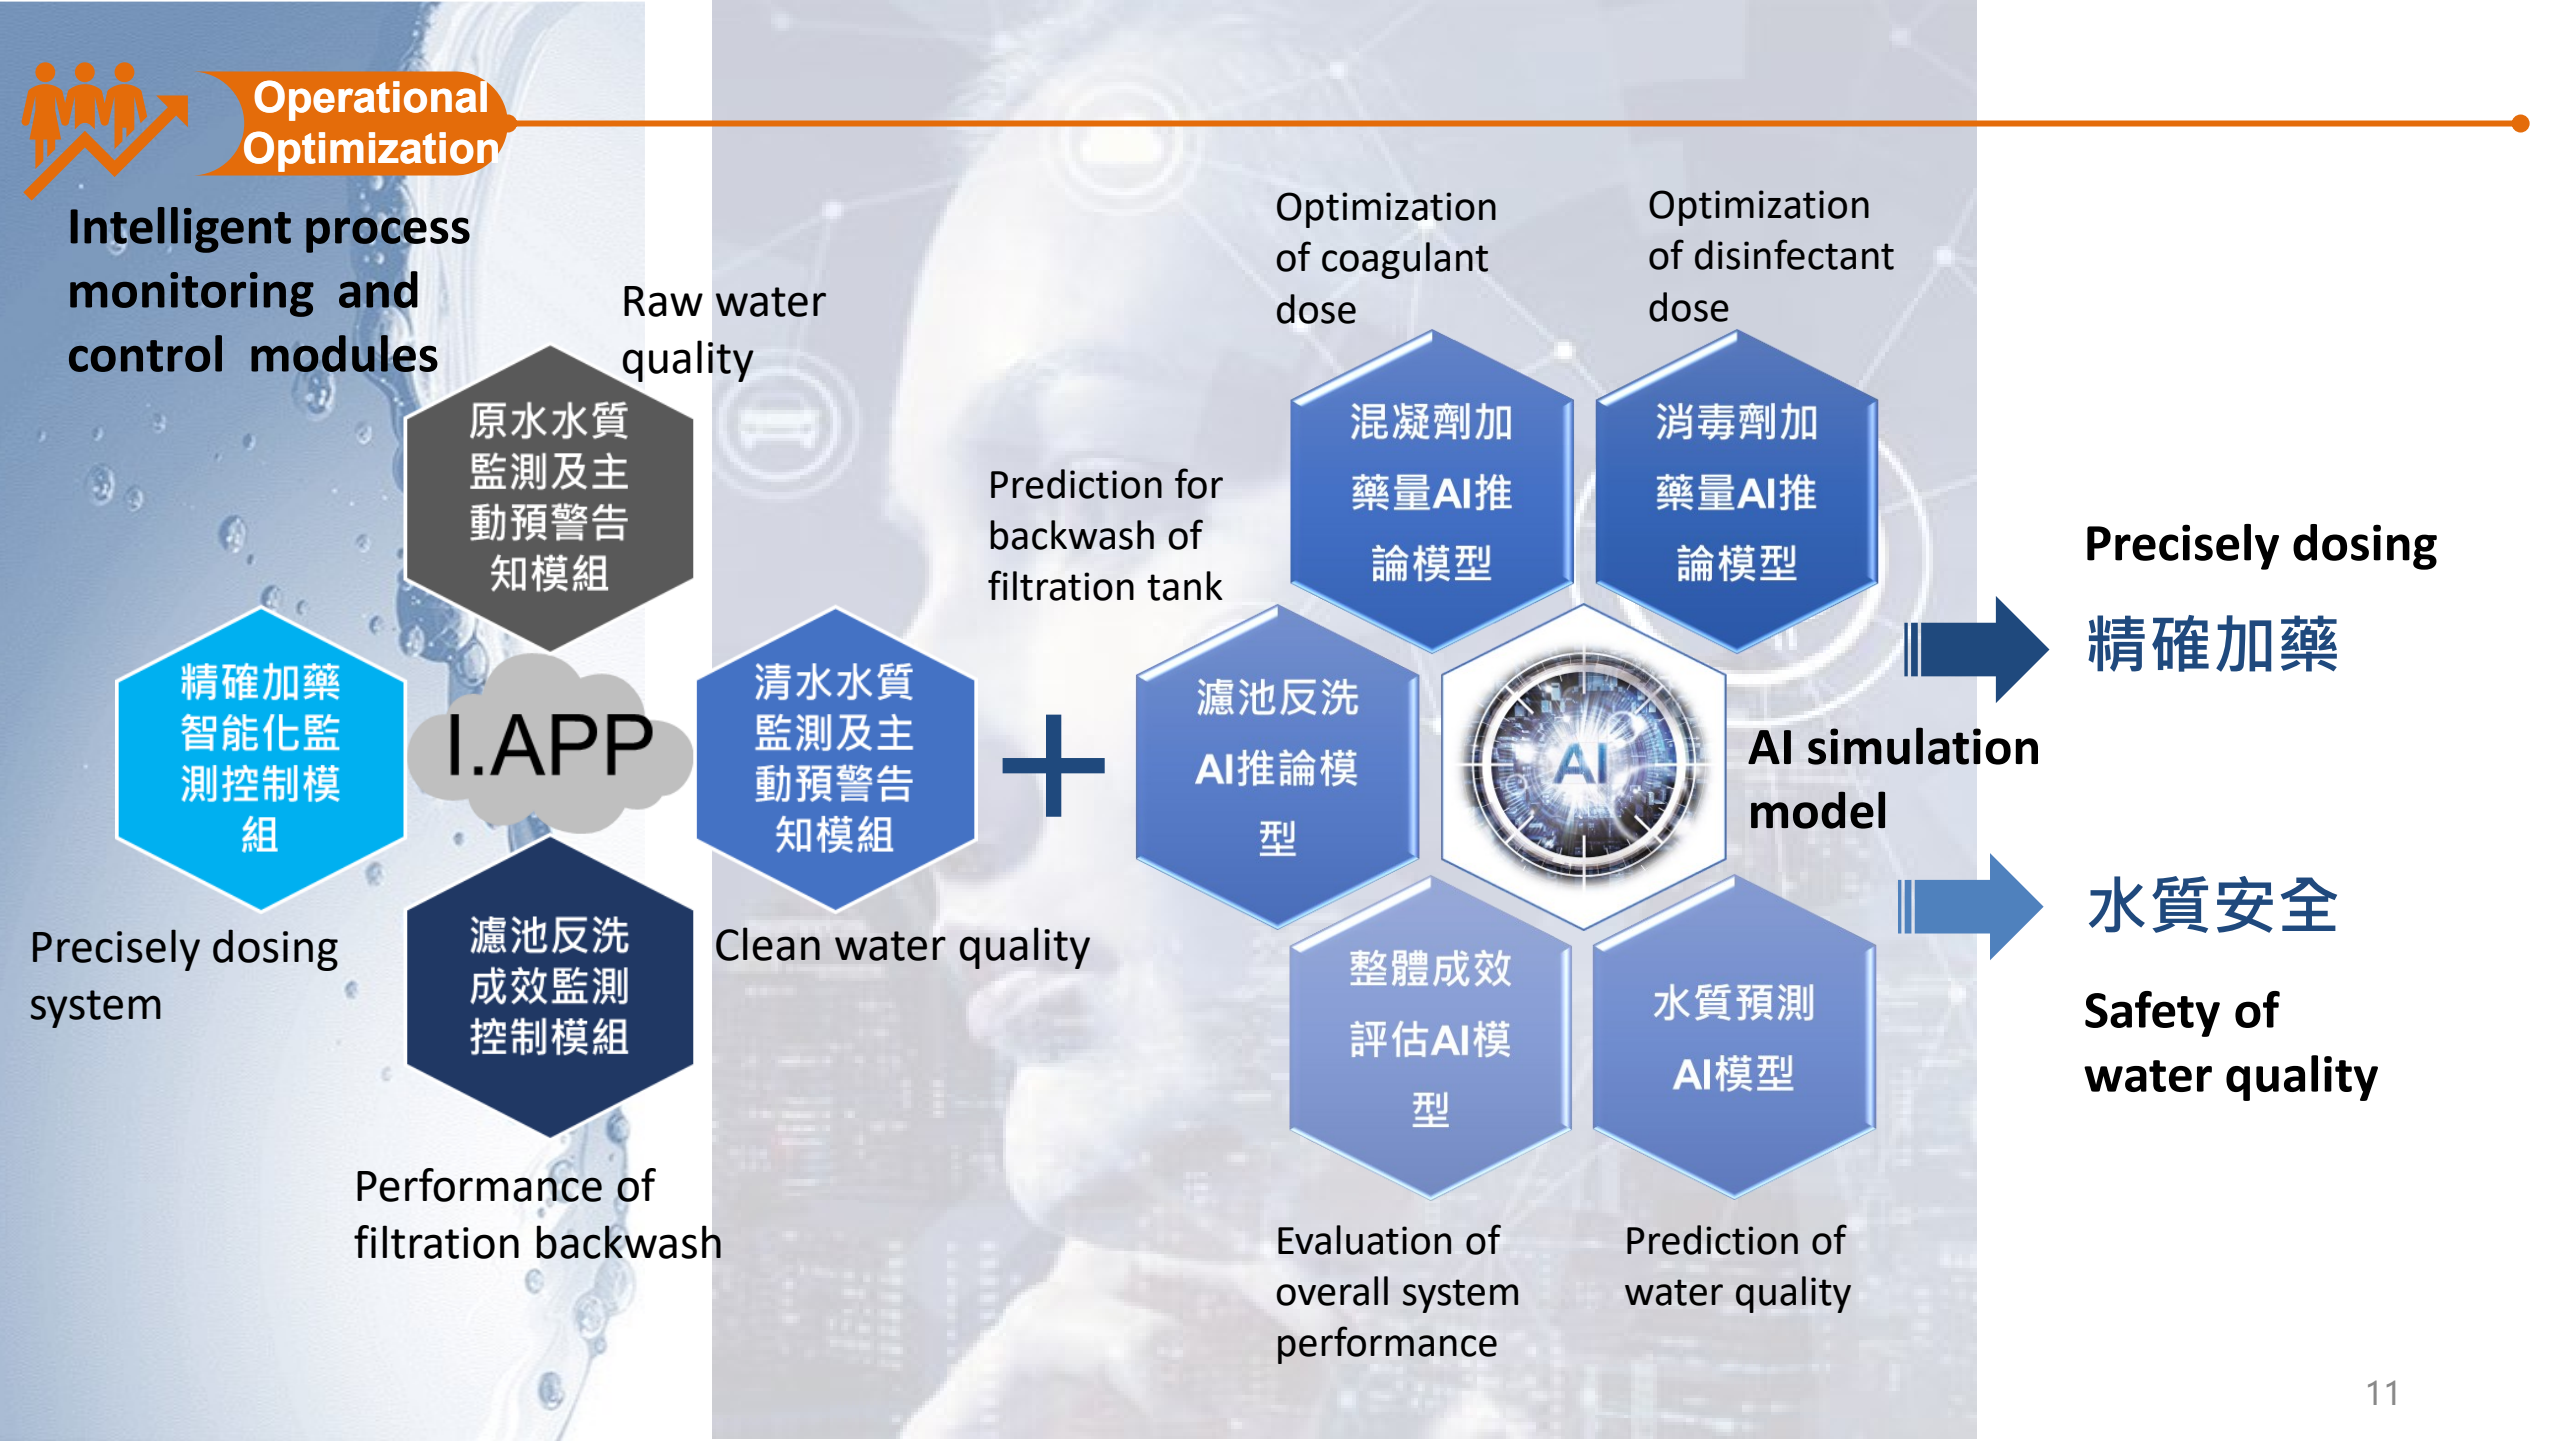 Operational
Optimization
Intelligent process
monitoring and
control modules
Raw water
quality
原水水質
監測及主
動預警告
知模組
精確加藥
智能化監
測控制模
組
I.APP
清水水質
監測及主
動預警告
知模組
Precisely dosing
system
濾池反洗
成效監測
控制模組
Clean water quality
Performance of
filtration backwash
+
Optimization
of coagulant
dose
Optimization
of disinfectant
dose
Prediction for
backwash of
filtration tank
混凝劑加
藥量AI推
論模型
消毒劑加
藥量AI推
論模型
濾池反洗
AI推論模
型
AI
AI simulation
model
整體成效
評估AI模
型
水質預測
AI模型
Evaluation of
overall system
performance
Prediction of
water quality
Precisely dosing
精確加藥
水質安全
Safety of
water quality
11